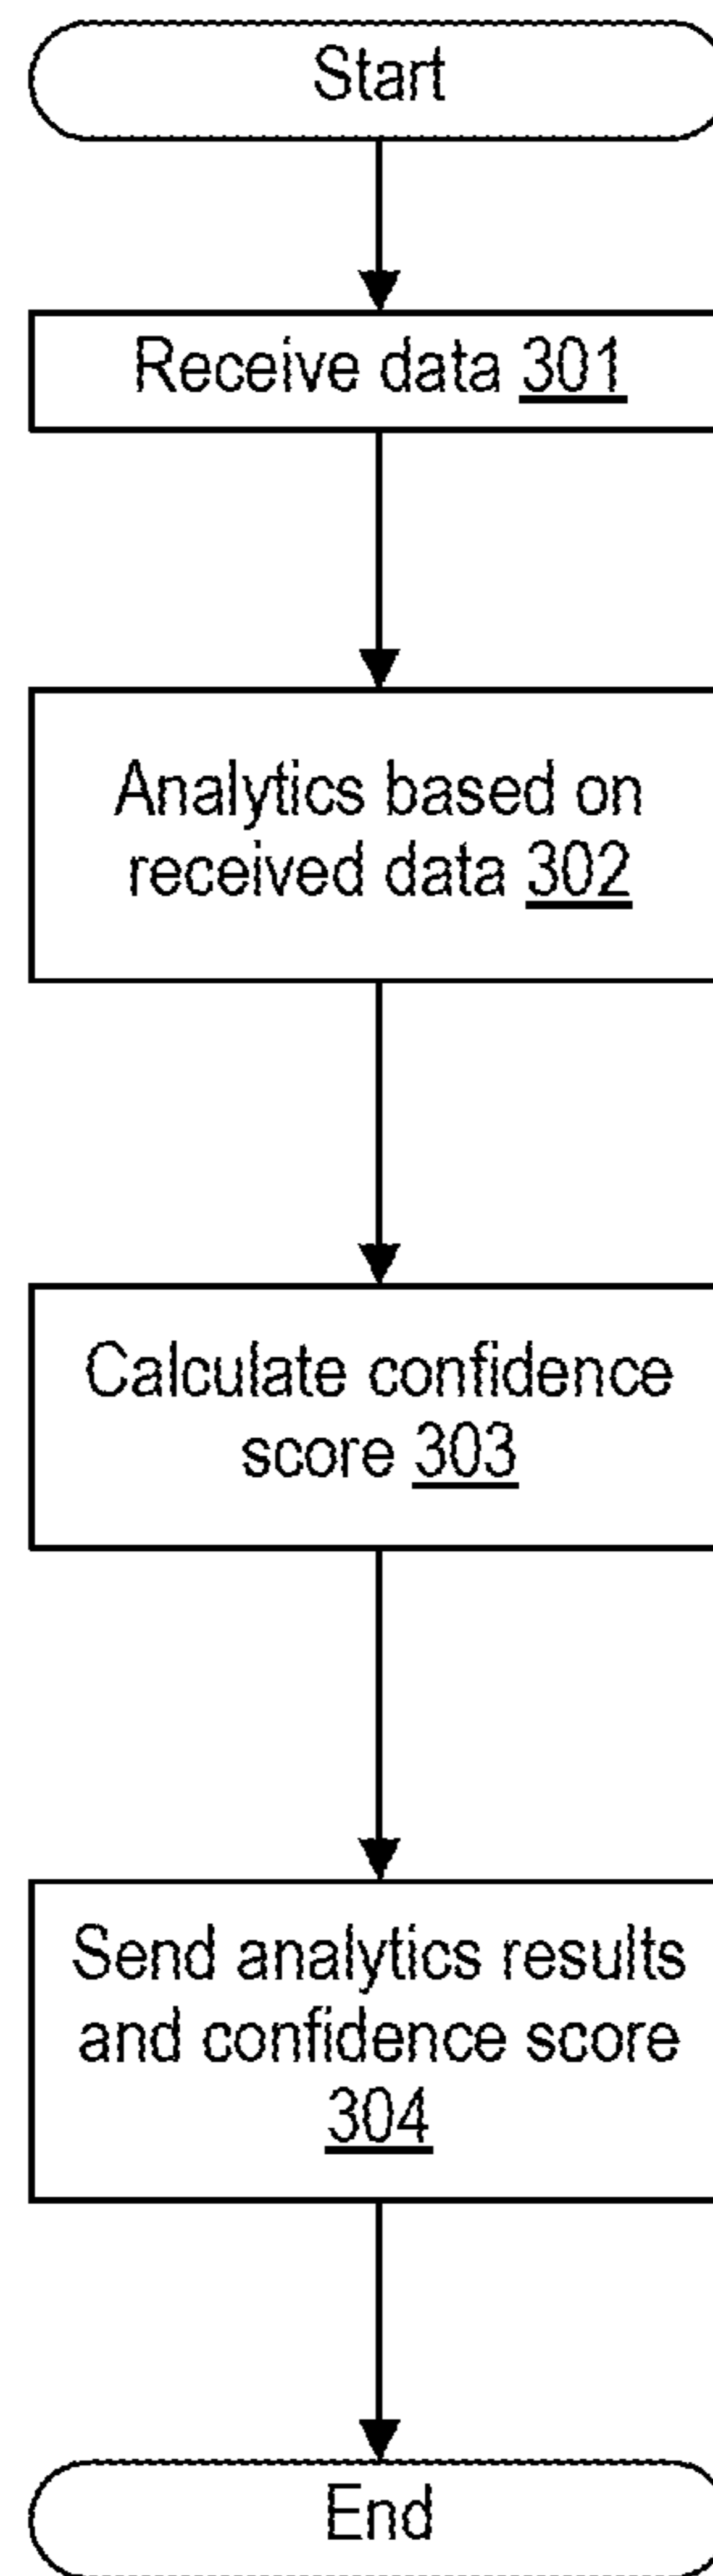 Start
Receive data 301
Analytics based on
received data 302
Calculate confidence
score 303
Send analytics results
and confidence score
304
End